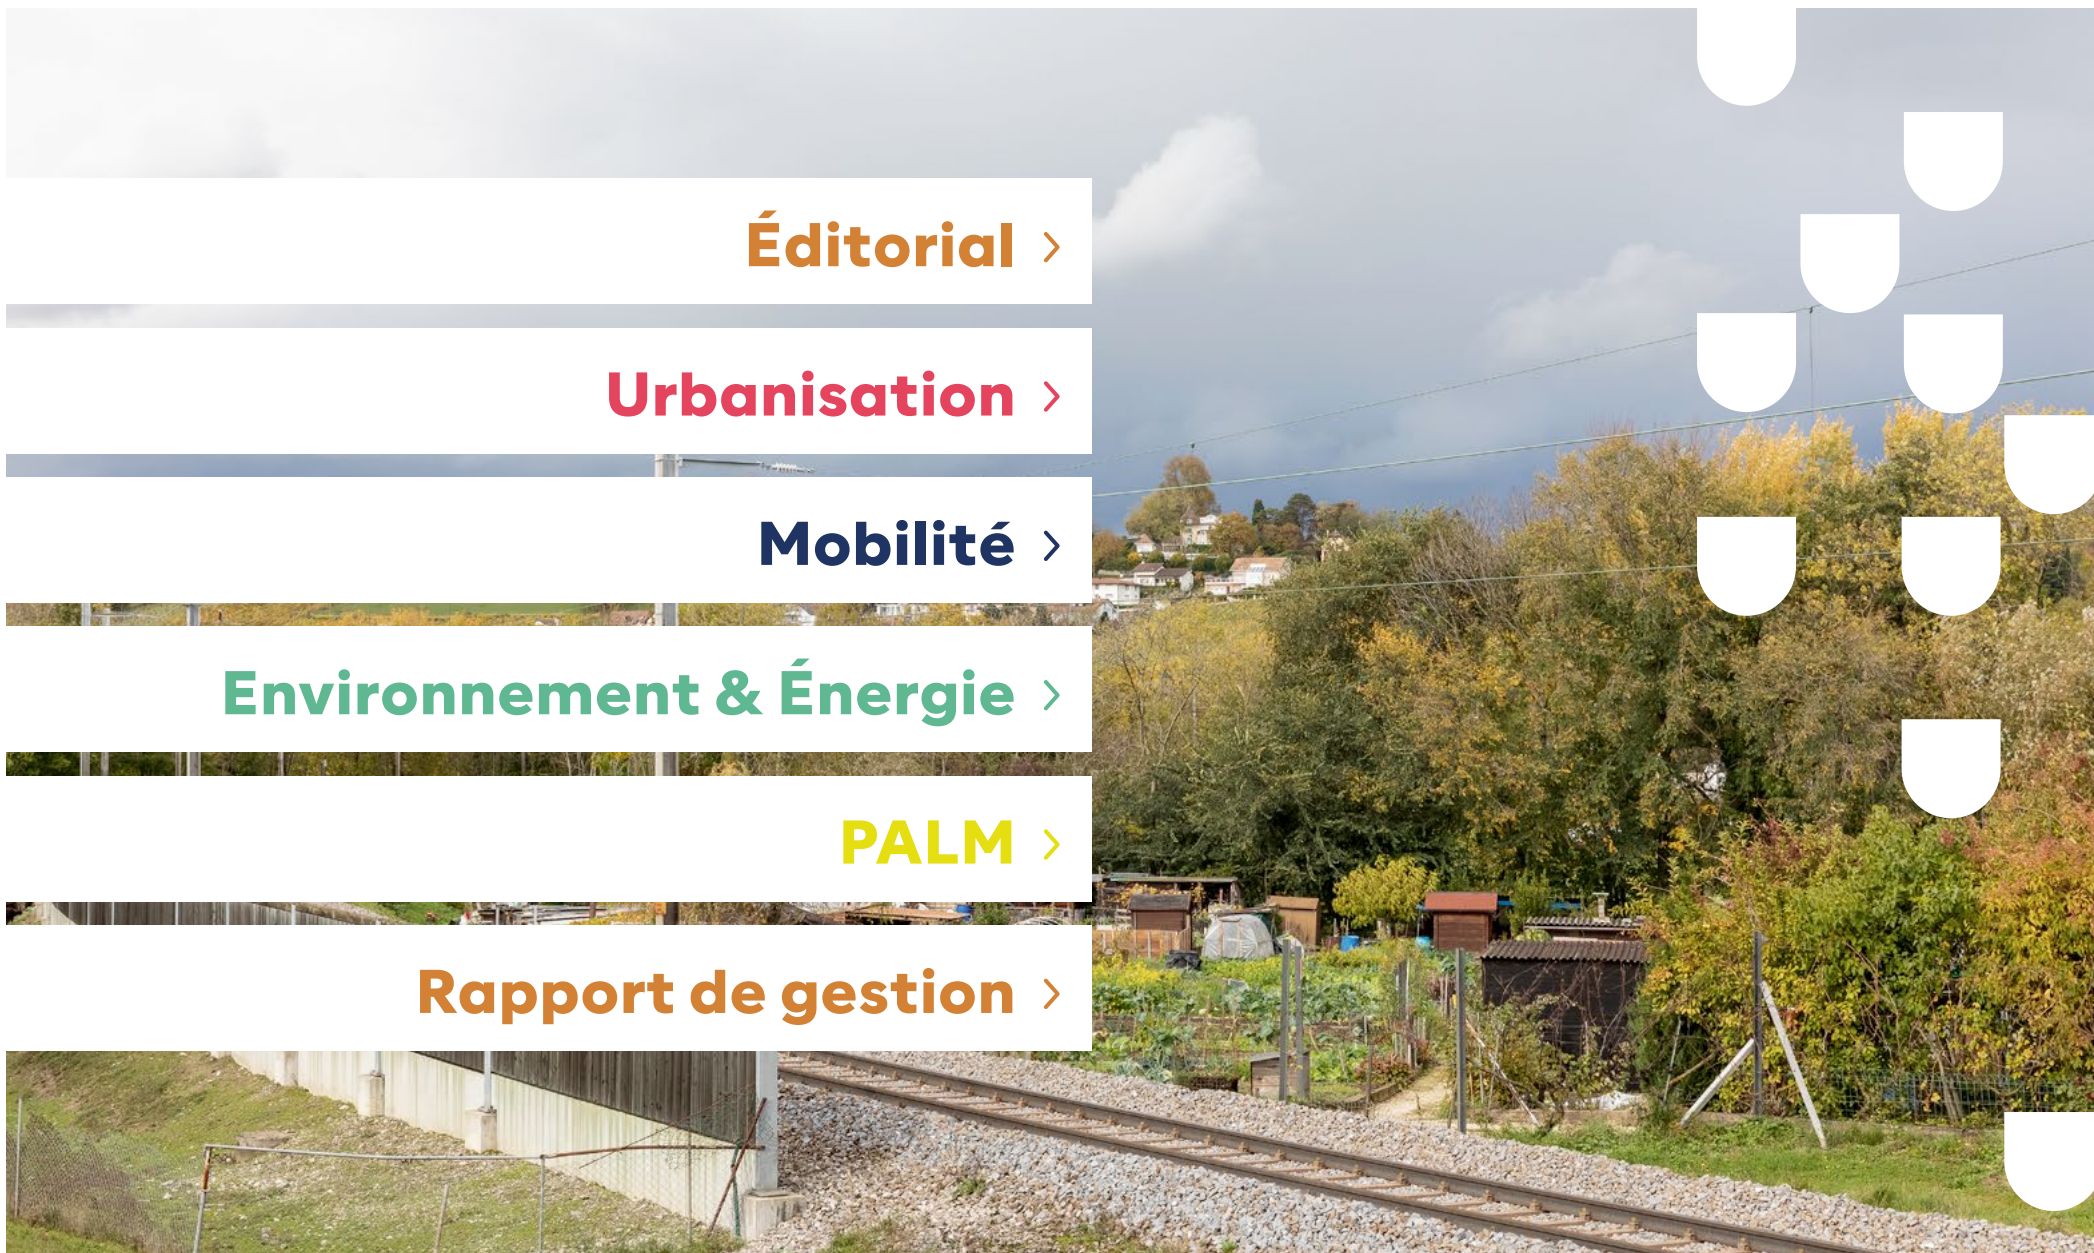 Éditorial
Urbanisation
Mobilité
Environnement & Énergie
PALM
Rapport de gestion